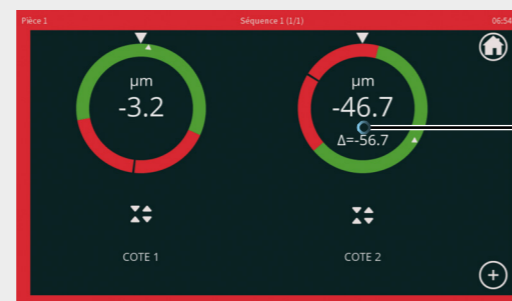 Pièce 1 Séquence 1 (1/1) 06:54
µm µm
-3.2 -46.7
Δ=-56.7
COTE 1 COTE 2